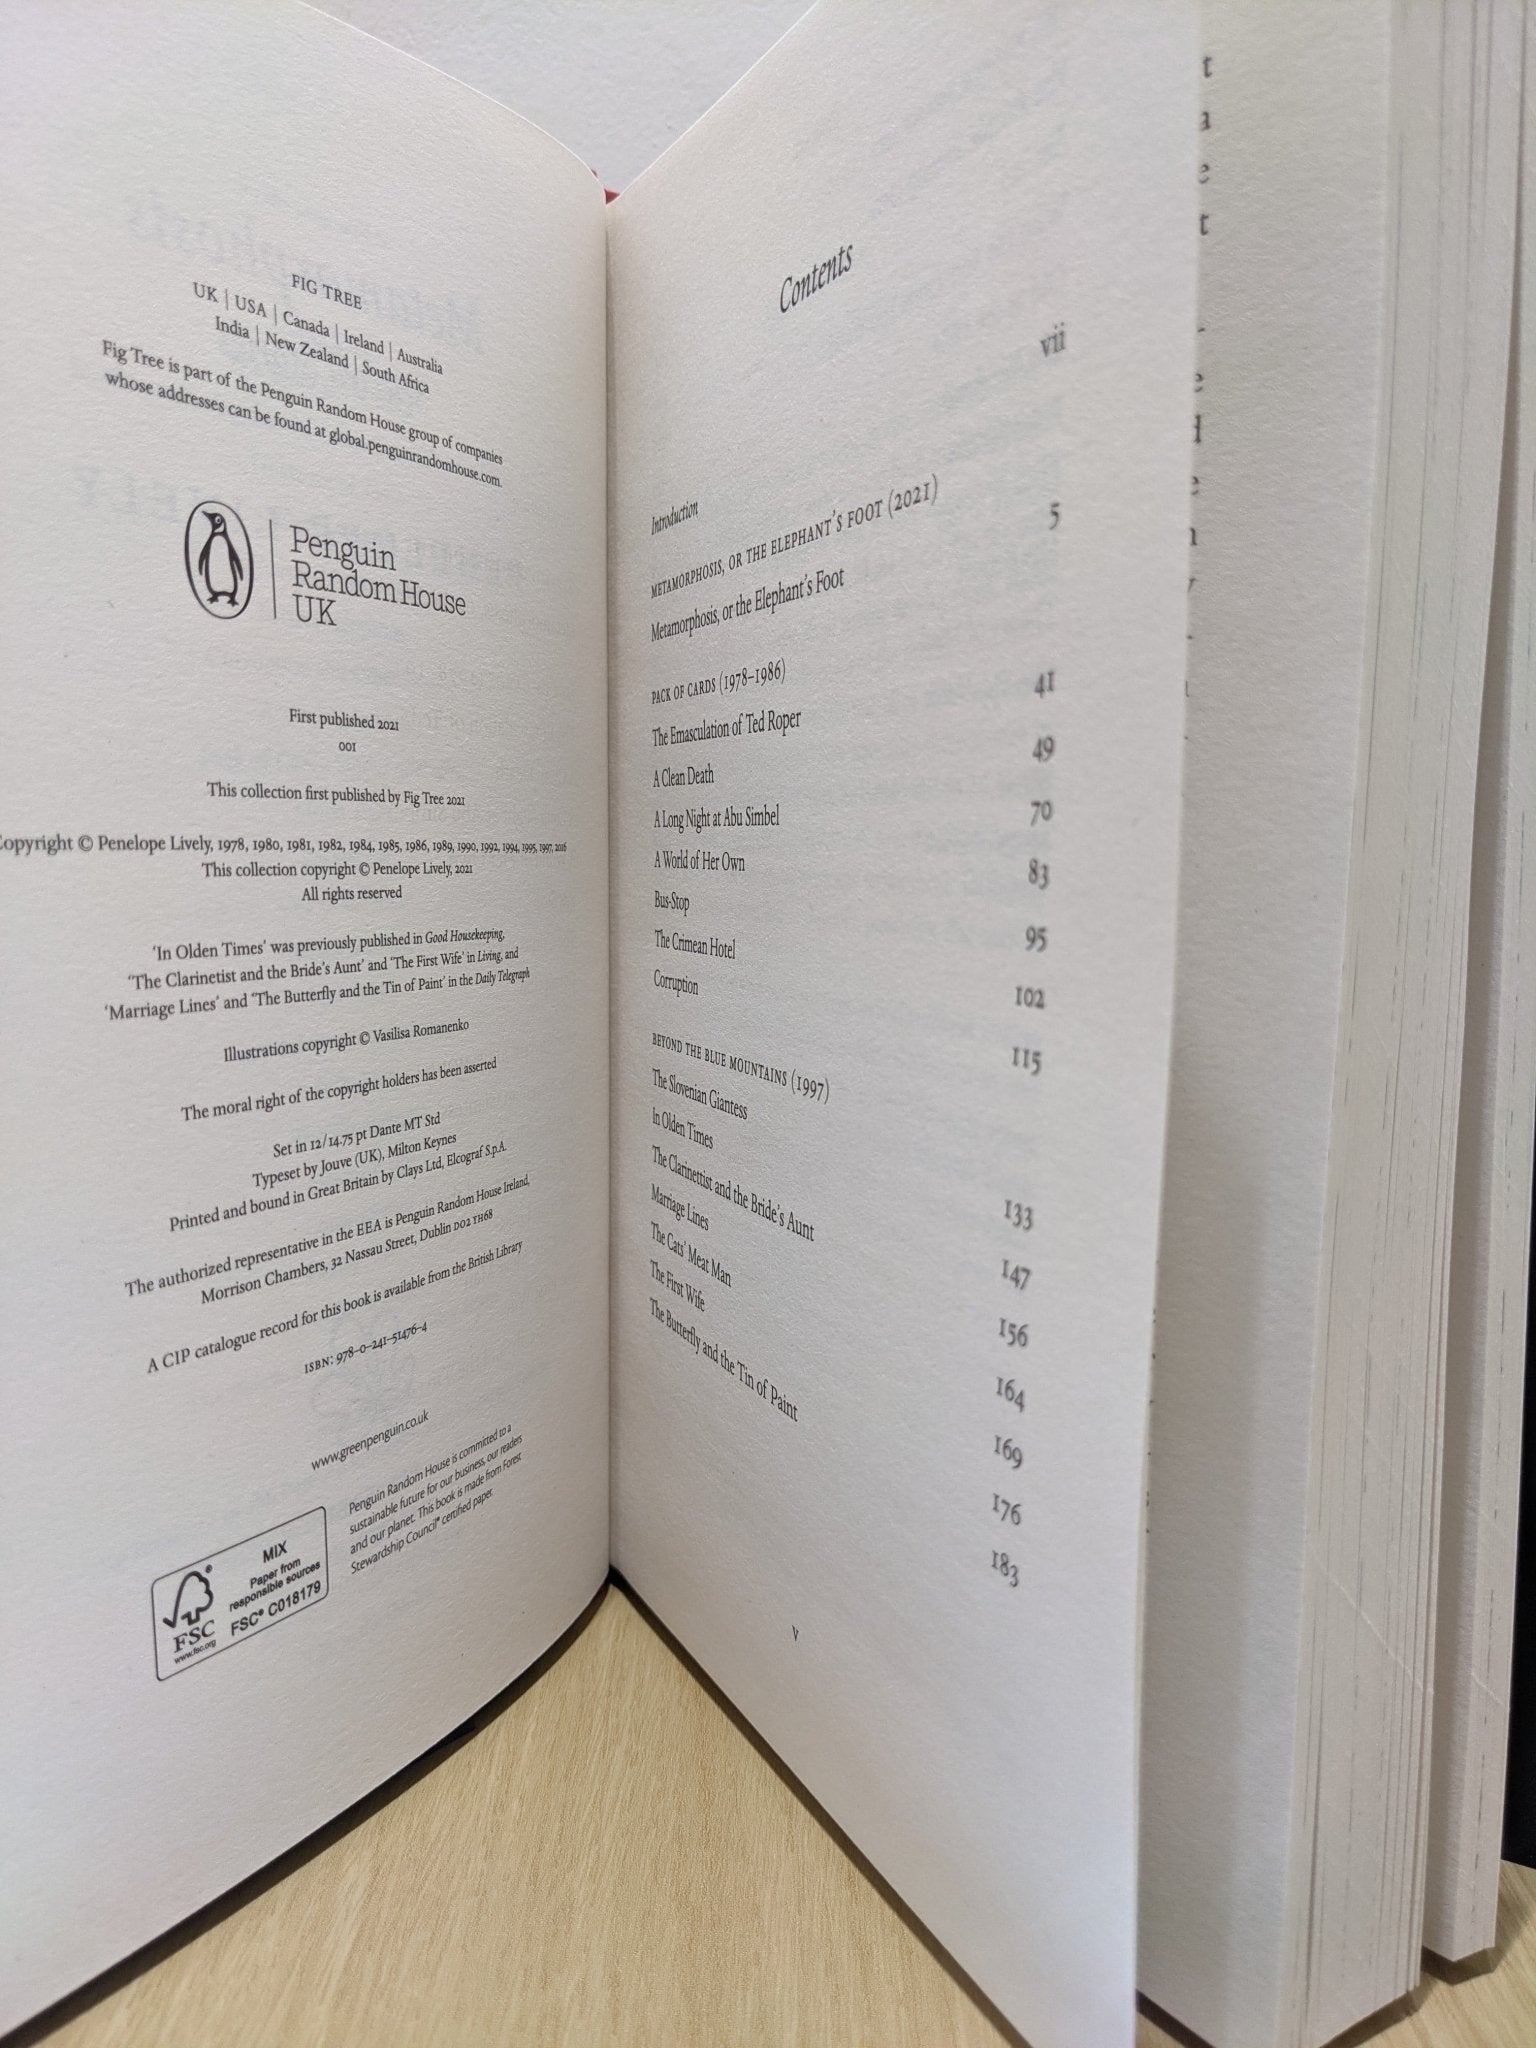 FIG TREE
UK | USA | Canada | Ireland | Australia
India | New Zealand | South Africa
Fig Tree is part of the Penguin Random House group of companies
whose addresses can be found at global.penguinrandomhouse.com.
Penguin
Random House
UK
First published 2021
001
This collection first published by Fig Tree 2021
Copyright © Penelope Lively, 1978, 1980, 1981, 1982, 1984, 1985, 1986, 1989, 1990, 1992, 1994, 1995, 1997, 2016
This collection copyright © Penelope Lively, 2021
All rights reserved
'In Olden Times' was previously published in Good Housekeeping,
'The Clarinetist and the Bride's Aunt' and 'The First Wife' in Living, and
'Marriage Lines' and 'The Butterfly and the Tin of Paint' in the Daily Telegraph
Illustrations copyright © Vasilisa Romanenko
The moral right of the copyright holders has been asserted
Set in 12/14.75 pt Dante MT Std
Typeset by Jouve (UK), Milton Keynes
Printed and bound in Great Britain by Clays Ltd, Elcograf S.p.A.
The authorized representative in the EEA is Penguin Random House Ireland,
Morrison Chambers, 32 Nassau Street, Dublin D02 YH68
A CIP catalogue record for this book is available from the British Library
ISBN: 978-0-241-51476-4
www.greenpenguin.co.uk
MIX
Paper from
responsible sources
FSC® C018179
FSC
www.fsc.org
Penguin Random House is committed to a
sustainable future for our business, our readers
and our planet. This book is made from Forest
Stewardship Council® certified paper.
Contents
Introduction vii
METAMORPHOSIS, OR THE ELEPHANT'S FOOT (2021)
Metamorphosis, or the Elephant's Foot 5
PACK OF CARDS (1978–1986)
The Emasculation of Ted Roper 41
A Clean Death 49
A Long Night at Abu Simbel 70
A World of Her Own 83
Bus-Stop 95
The Crimean Hotel 102
Corruption 115
BEYOND THE BLUE MOUNTAINS (1997)
The Slovenian Giantess 133
In Olden Times 147
The Clarinettist and the Bride's Aunt 156
Marriage Lines 164
The Cats' Meat Man 169
The First Wife 176
The Butterfly and the Tin of Paint 183
v